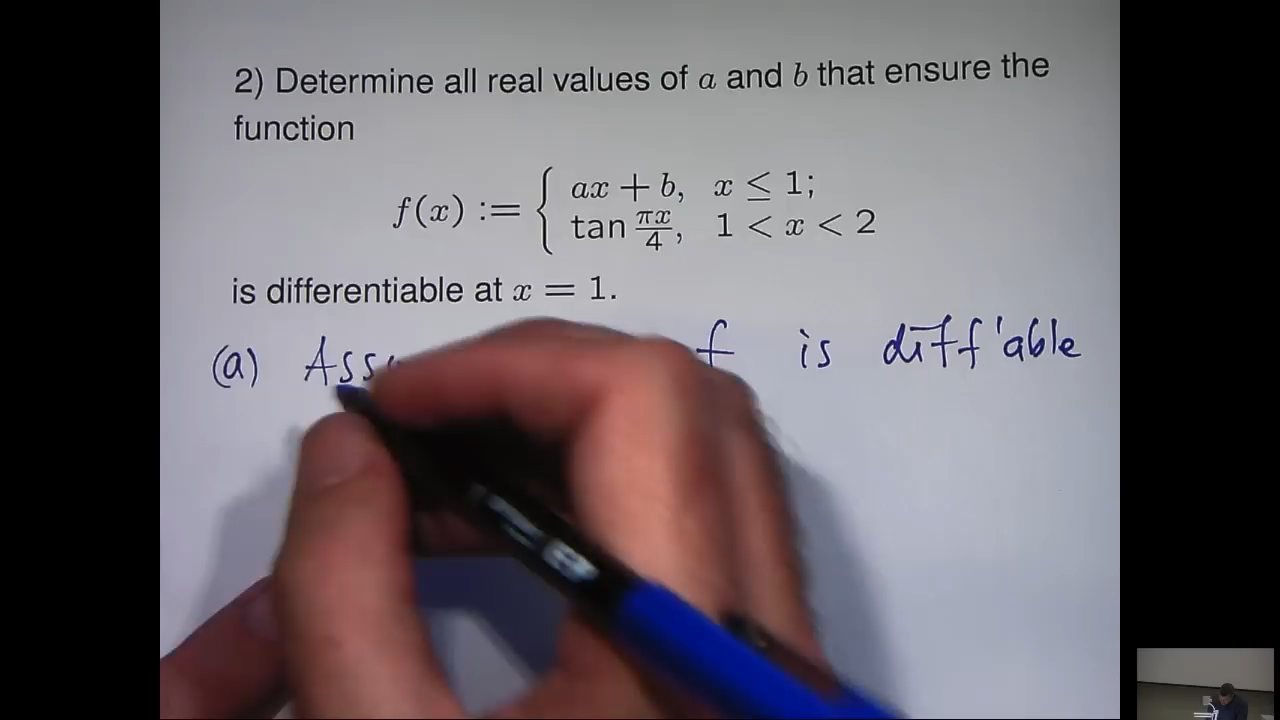 2) Determine all real values of a and b that ensure the
function
f(x) := { ax + b, x ≤ 1;
tan πx/4, 1 < x < 2
is differentiable at x = 1.
(a) f is diff'able